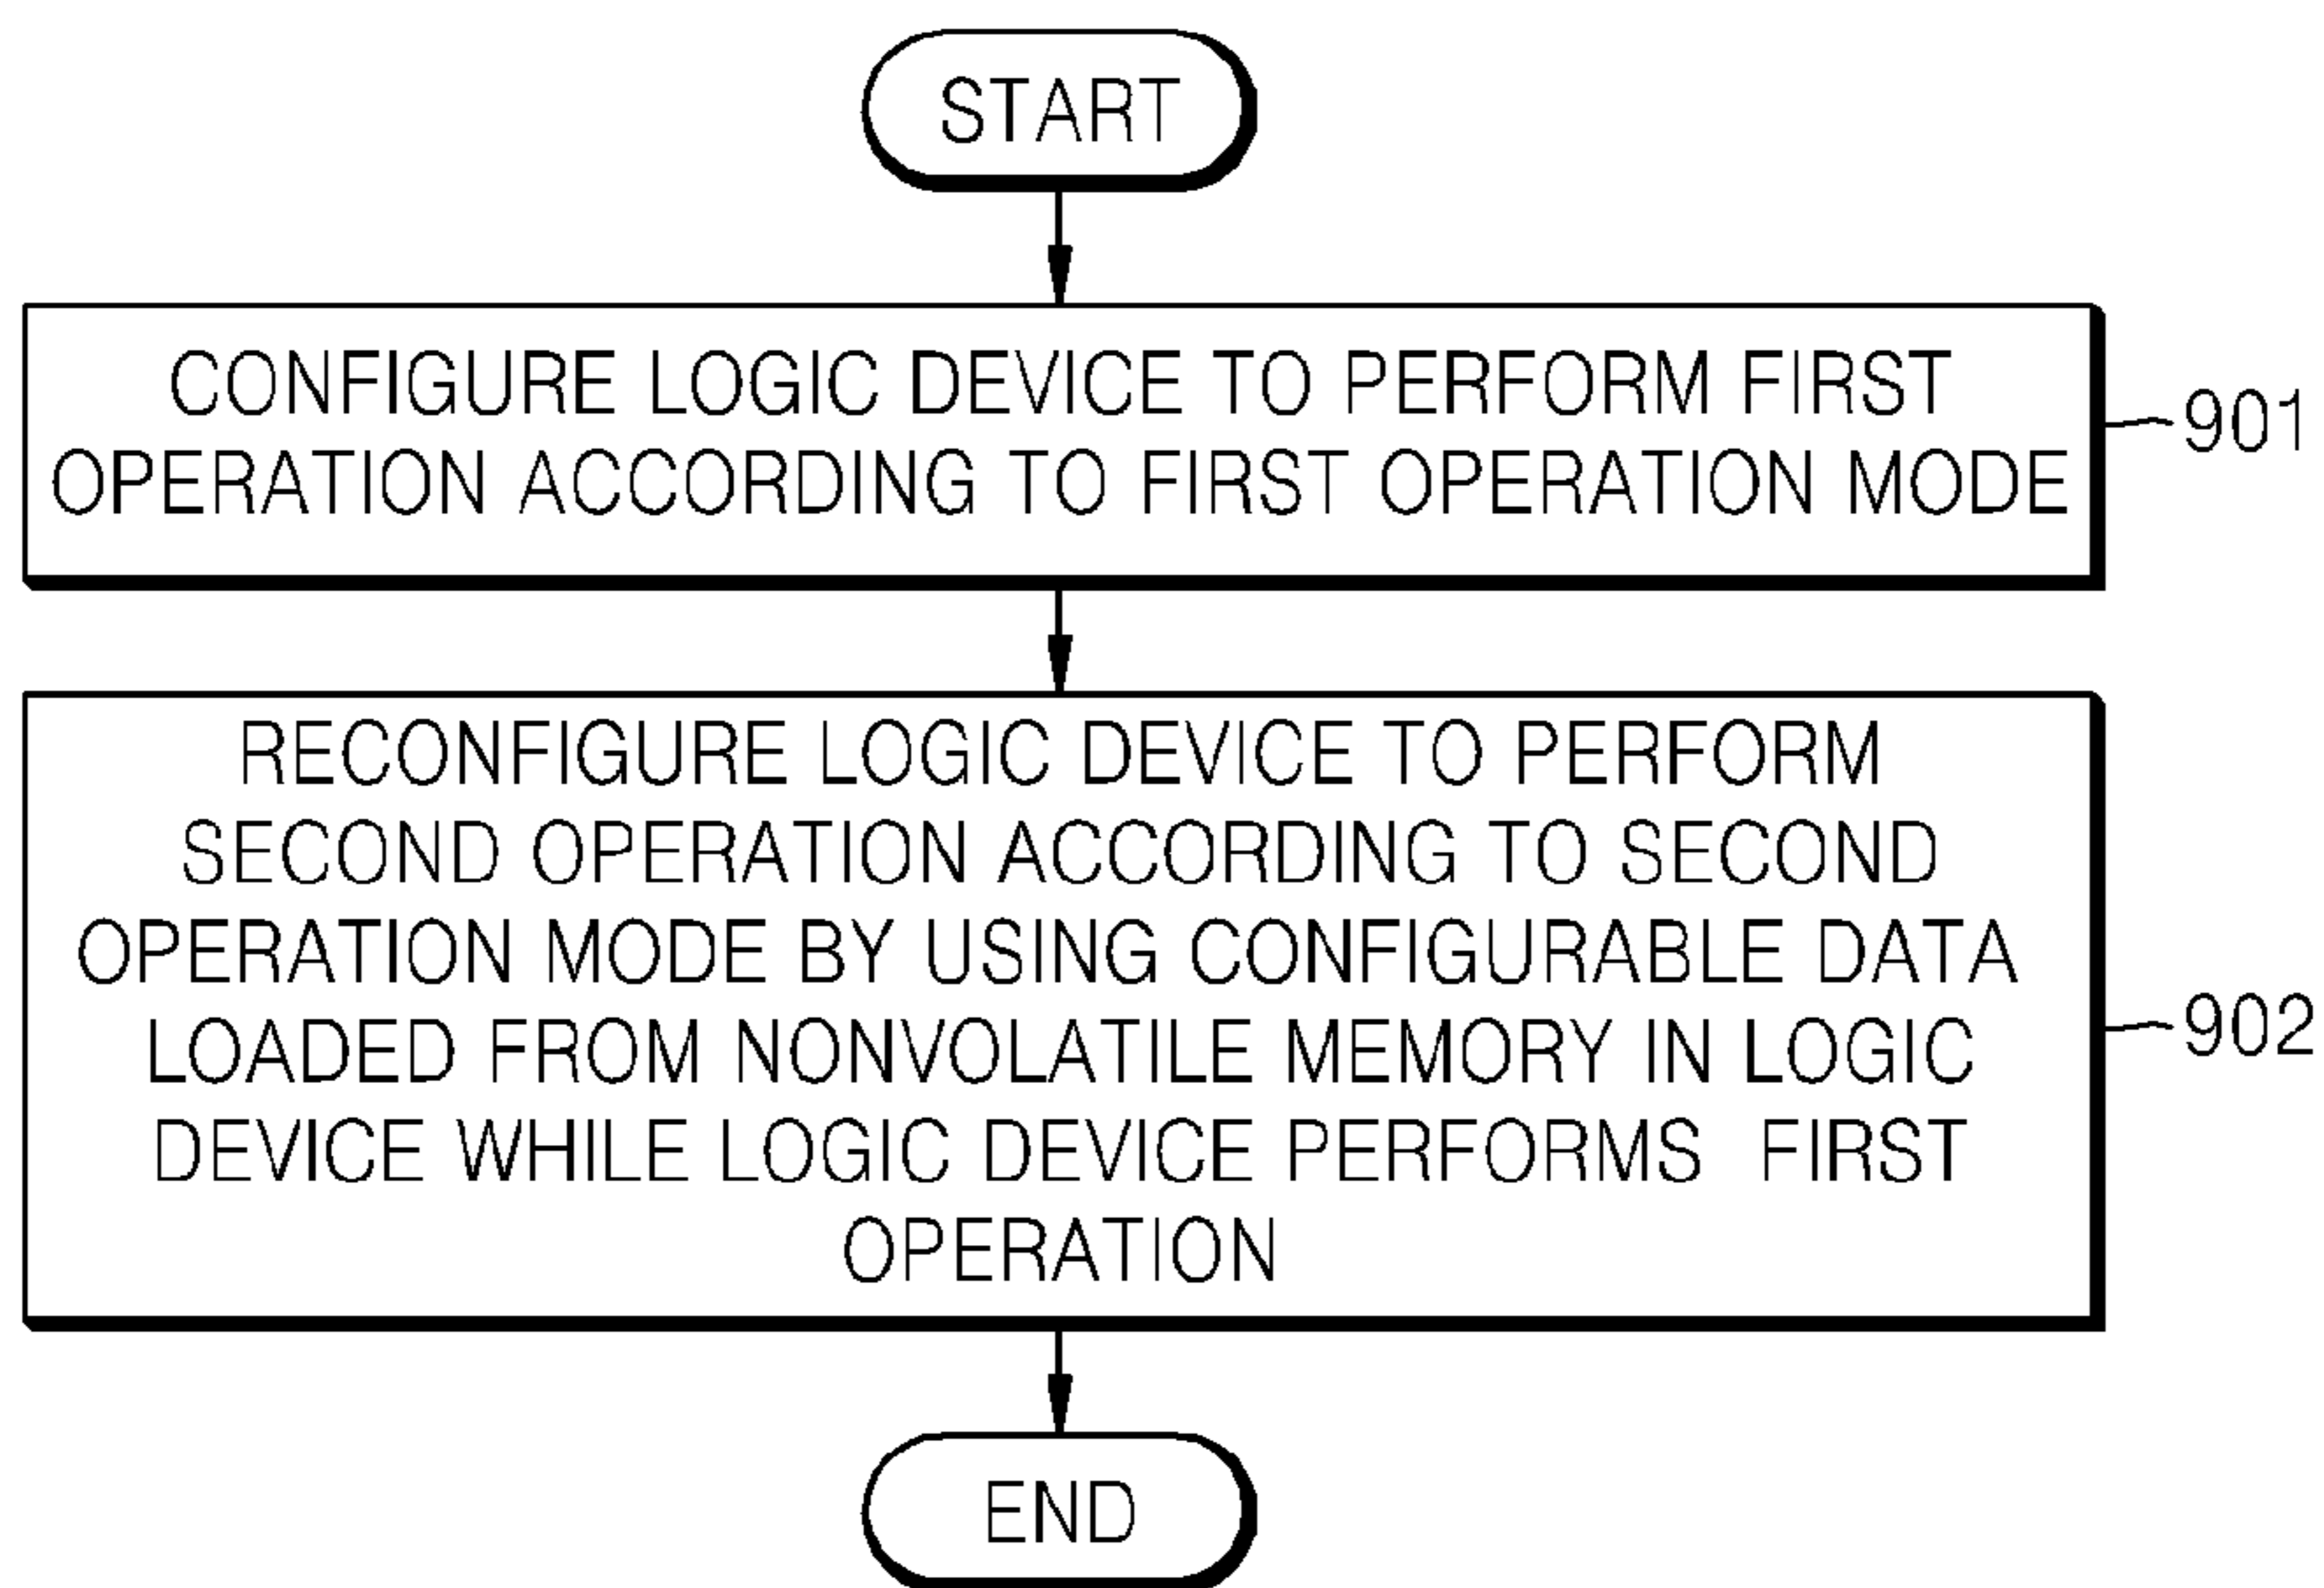 START
CONFIGURE LOGIC DEVICE TO PERFORM FIRST
OPERATION ACCORDING TO FIRST OPERATION MODE
901
RECONFIGURE LOGIC DEVICE TO PERFORM
SECOND OPERATION ACCORDING TO SECOND
OPERATION MODE BY USING CONFIGURABLE DATA
LOADED FROM NONVOLATILE MEMORY IN LOGIC
DEVICE WHILE LOGIC DEVICE PERFORMS FIRST
OPERATION
902
END